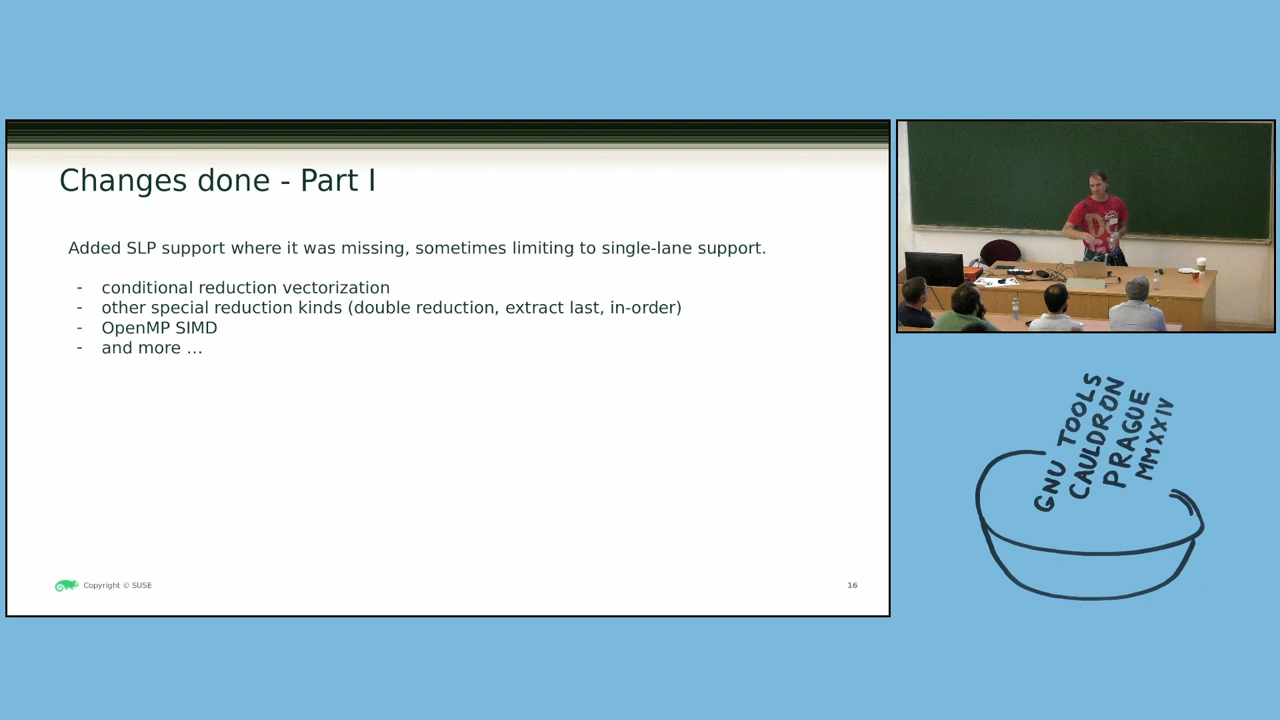 Changes done - Part I
Added SLP support where it was missing, sometimes limiting to single-lane support.
- conditional reduction vectorization
- other special reduction kinds (double reduction, extract last, in-order)
- OpenMP SIMD
- and more ...
Copyright © SUSE
16
GNU TOOLS
CAULDRON
PRAGUE
MMXXIV